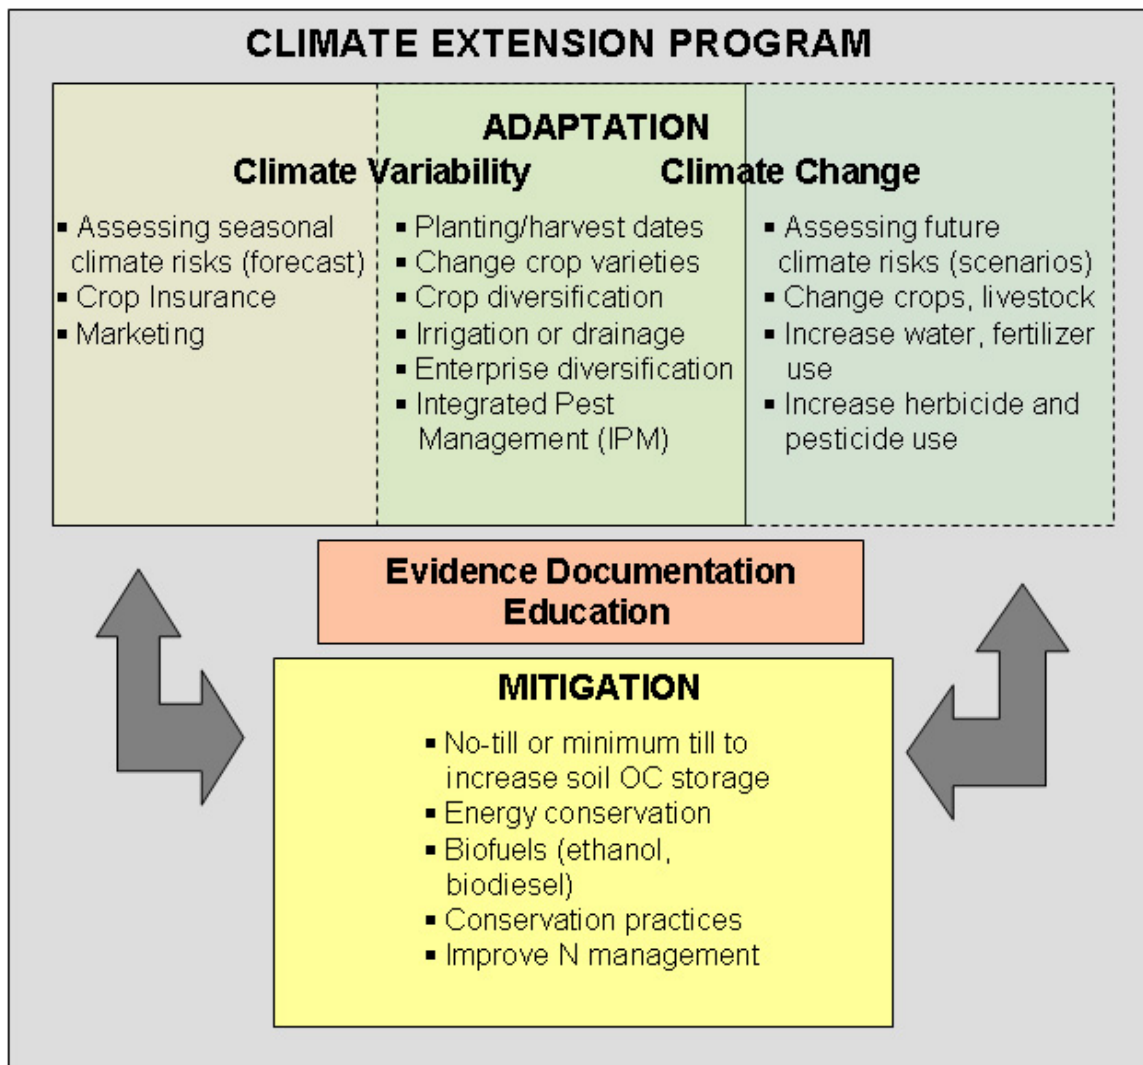 CLIMATE EXTENSION PROGRAM
ADAPTATION
Climate Variability
Climate Change
▪ Assessing seasonal
climate risks (forecast)
▪ Crop Insurance
▪ Marketing
▪ Planting/harvest dates
▪ Change crop varieties
▪ Crop diversification
▪ Irrigation or drainage
▪ Enterprise diversification
▪ Integrated Pest
Management (IPM)
▪ Assessing future
climate risks (scenarios)
▪ Change crops, livestock
▪ Increase water, fertilizer
use
▪ Increase herbicide and
pesticide use
Evidence Documentation
Education
MITIGATION
▪ No-till or minimum till to
increase soil OC storage
▪ Energy conservation
▪ Biofuels (ethanol,
biodiesel)
▪ Conservation practices
▪ Improve N management